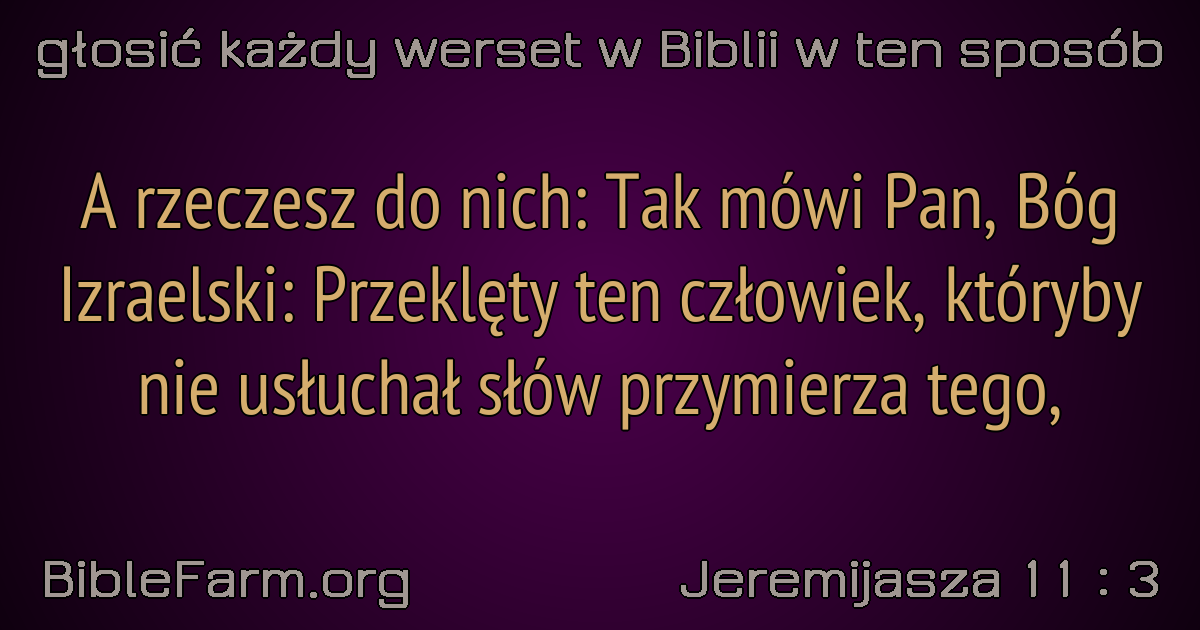 głosić każdy werset w Biblii w ten sposób
A rzeczesz do nich: Tak mówi Pan, Bóg
Izraelski: Przeklęty ten człowiek, któryby
nie usłuchał słów przymierza tego,
BibleFarm.org
Jeremijasza 11 : 3